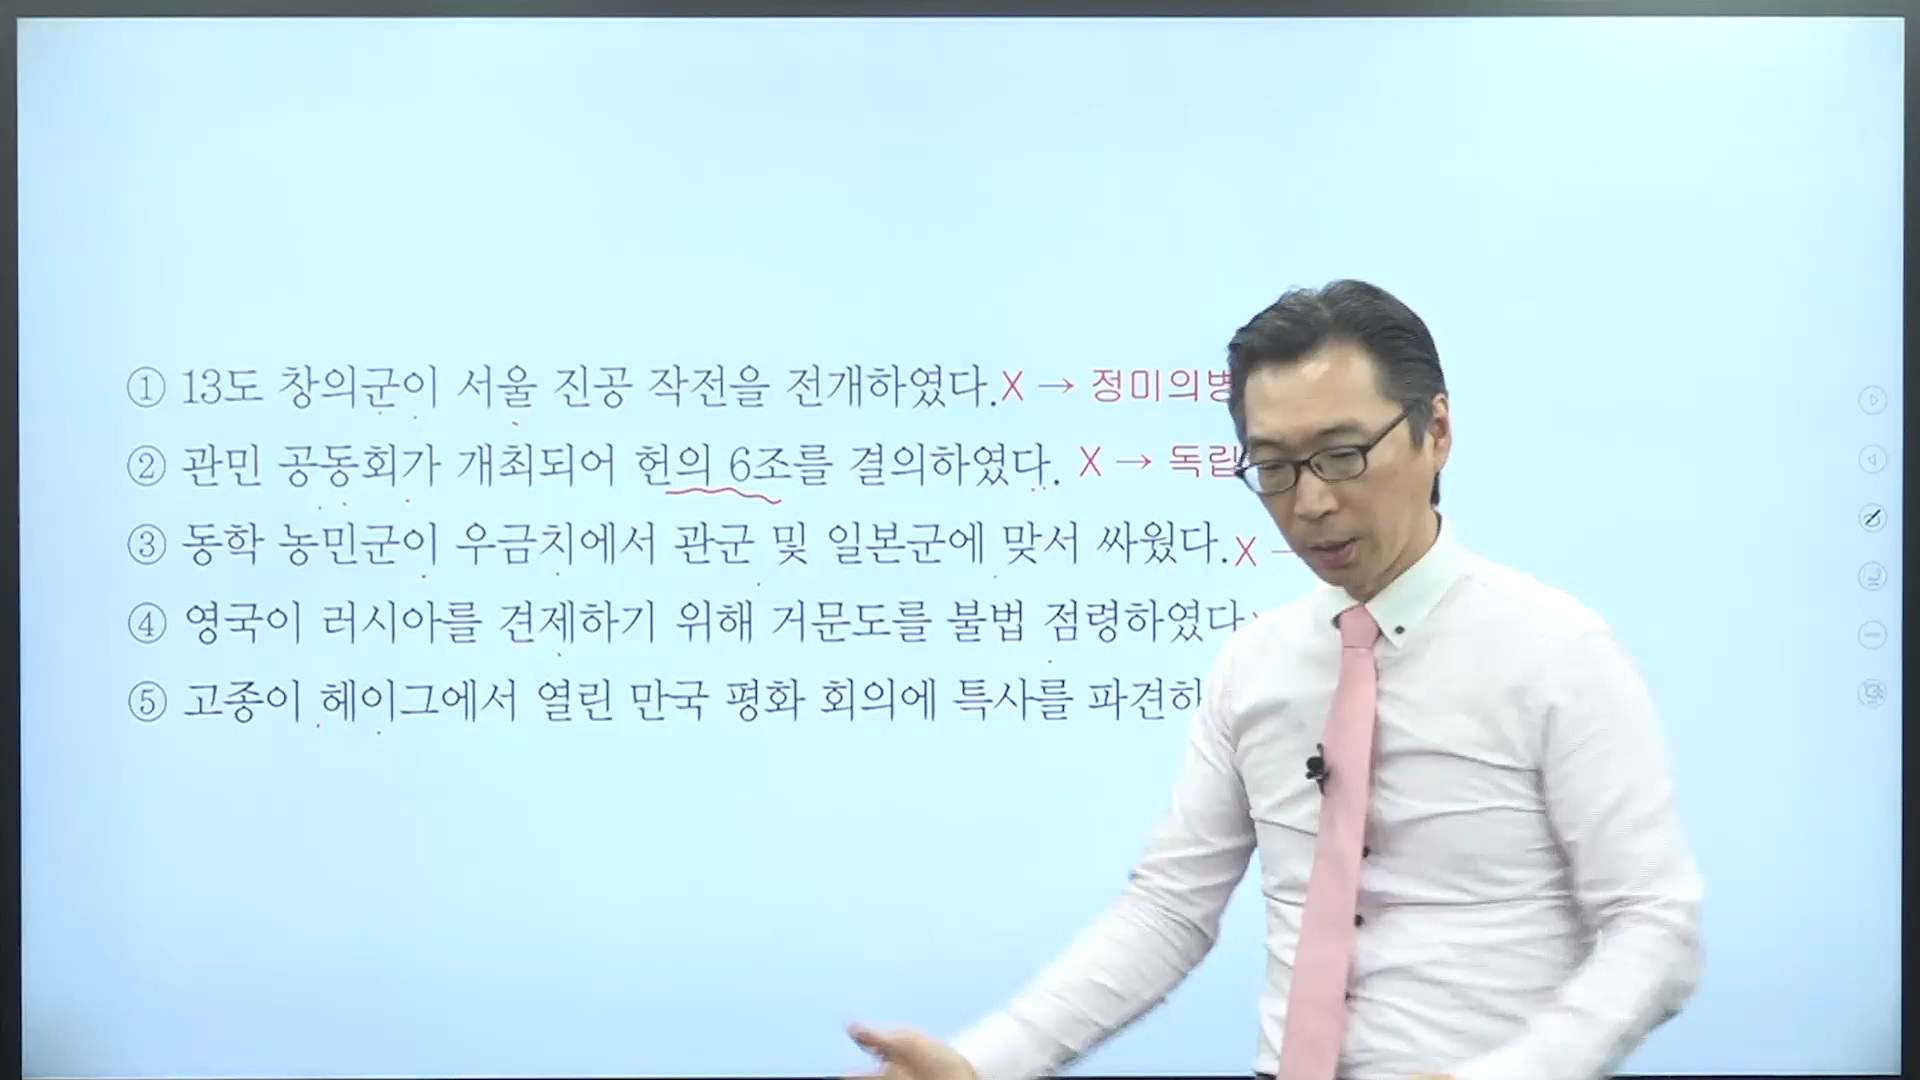 ① 13도 창의군이 서울 진공 작전을 전개하였다. X → 정미의병
② 관민 공동회가 개최되어 헌의 6조를 결의하였다. X → 독립
③ 동학 농민군이 우금치에서 관군 및 일본군에 맞서 싸웠다. X
④ 영국이 러시아를 견제하기 위해 거문도를 불법 점령하였다
⑤ 고종이 헤이그에서 열린 만국 평화 회의에 특사를 파견하